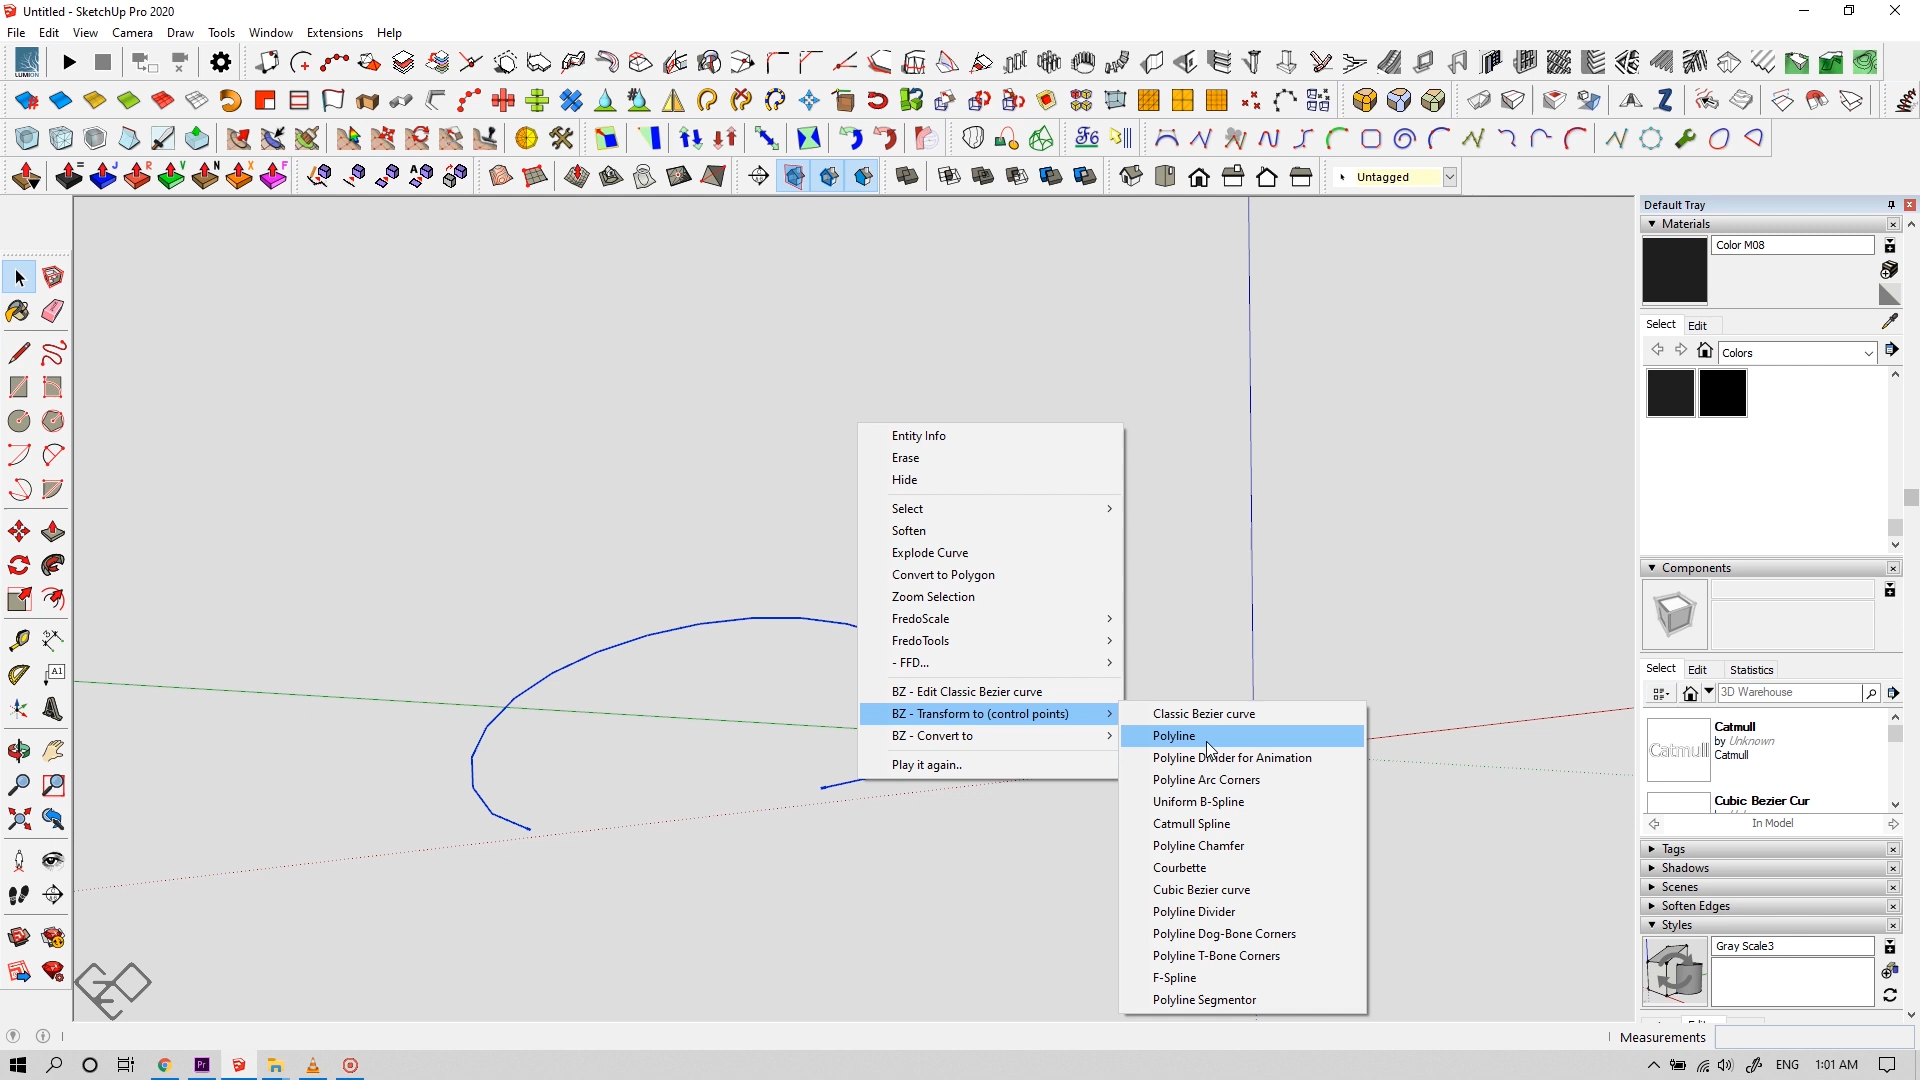 Untitled - SketchUp Pro 2020
File Edit View Camera Draw Tools Window Extensions Help
LUMION
Untagged
Default Tray
Materials
Color M08
Select Edit
Colors
Entity Info
Erase
Hide
Select
Soften
Explode Curve
Convert to Polygon
Zoom Selection
FredoScale
FredoTools
- FFD...
BZ - Edit Classic Bezier curve
BZ - Transform to (control points)
BZ - Convert to
Play it again..
Classic Bezier curve
Polyline
Polyline Divider for Animation
Polyline Arc Corners
Uniform B-Spline
Catmull Spline
Polyline Chamfer
Courbette
Cubic Bezier curve
Polyline Divider
Polyline Dog-Bone Corners
Polyline T-Bone Corners
F-Spline
Polyline Segmentor
Components
Select Edit Statistics
3D Warehouse
Catmull
Catmull
by Unknown
Catmull
Cubic Bezier Cur
In Model
Tags
Shadows
Scenes
Soften Edges
Styles
Gray Scale3
Measurements
Pr
ENG 1:01 AM